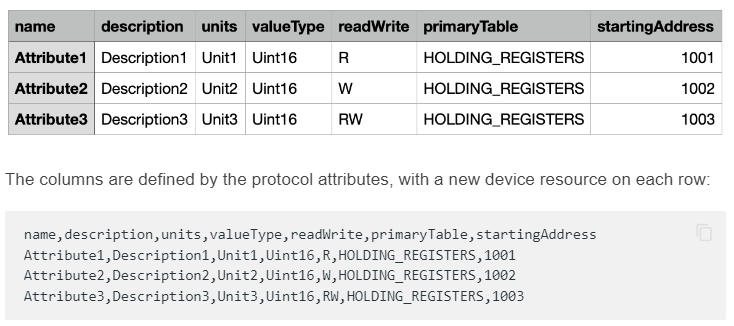 name description units valueType readWrite primaryTable startingAddress
Attribute1 Description1 Unit1 Uint16 R HOLDING_REGISTERS 1001
Attribute2 Description2 Unit2 Uint16 W HOLDING_REGISTERS 1002
Attribute3 Description3 Unit3 Uint16 RW HOLDING_REGISTERS 1003
The columns are defined by the protocol attributes, with a new device resource on each row:
name,description,units,valueType,readWrite,primaryTable,startingAddress
Attribute1,Description1,Unit1,Uint16,R,HOLDING_REGISTERS,1001
Attribute2,Description2,Unit2,Uint16,W,HOLDING_REGISTERS,1002
Attribute3,Description3,Unit3,Uint16,RW,HOLDING_REGISTERS,1003